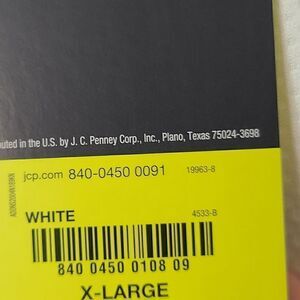 uted in the U.S. by J. C. Penney Corp., Inc., Plano, Texas 75024-3698
jcp.com 840-0450 0091 19963-8
WHITE 4533-B
840 0450 0108 09
X-LARGE